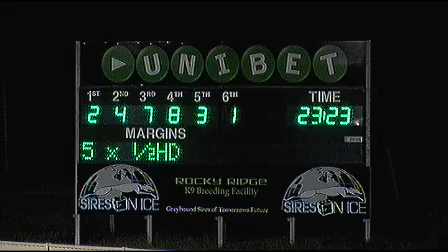 UNIBET
1ST 2ND 3RD 4TH 5TH 6TH TIME
2 4 7 8 3 1 23:23
MARGINS
5 x 1/2HD
ROCKY RIDGE
K9 Breeding Facility
SIRES ON ICE SIRES ON ICE
Greyhound Sires of Tomorrows Future